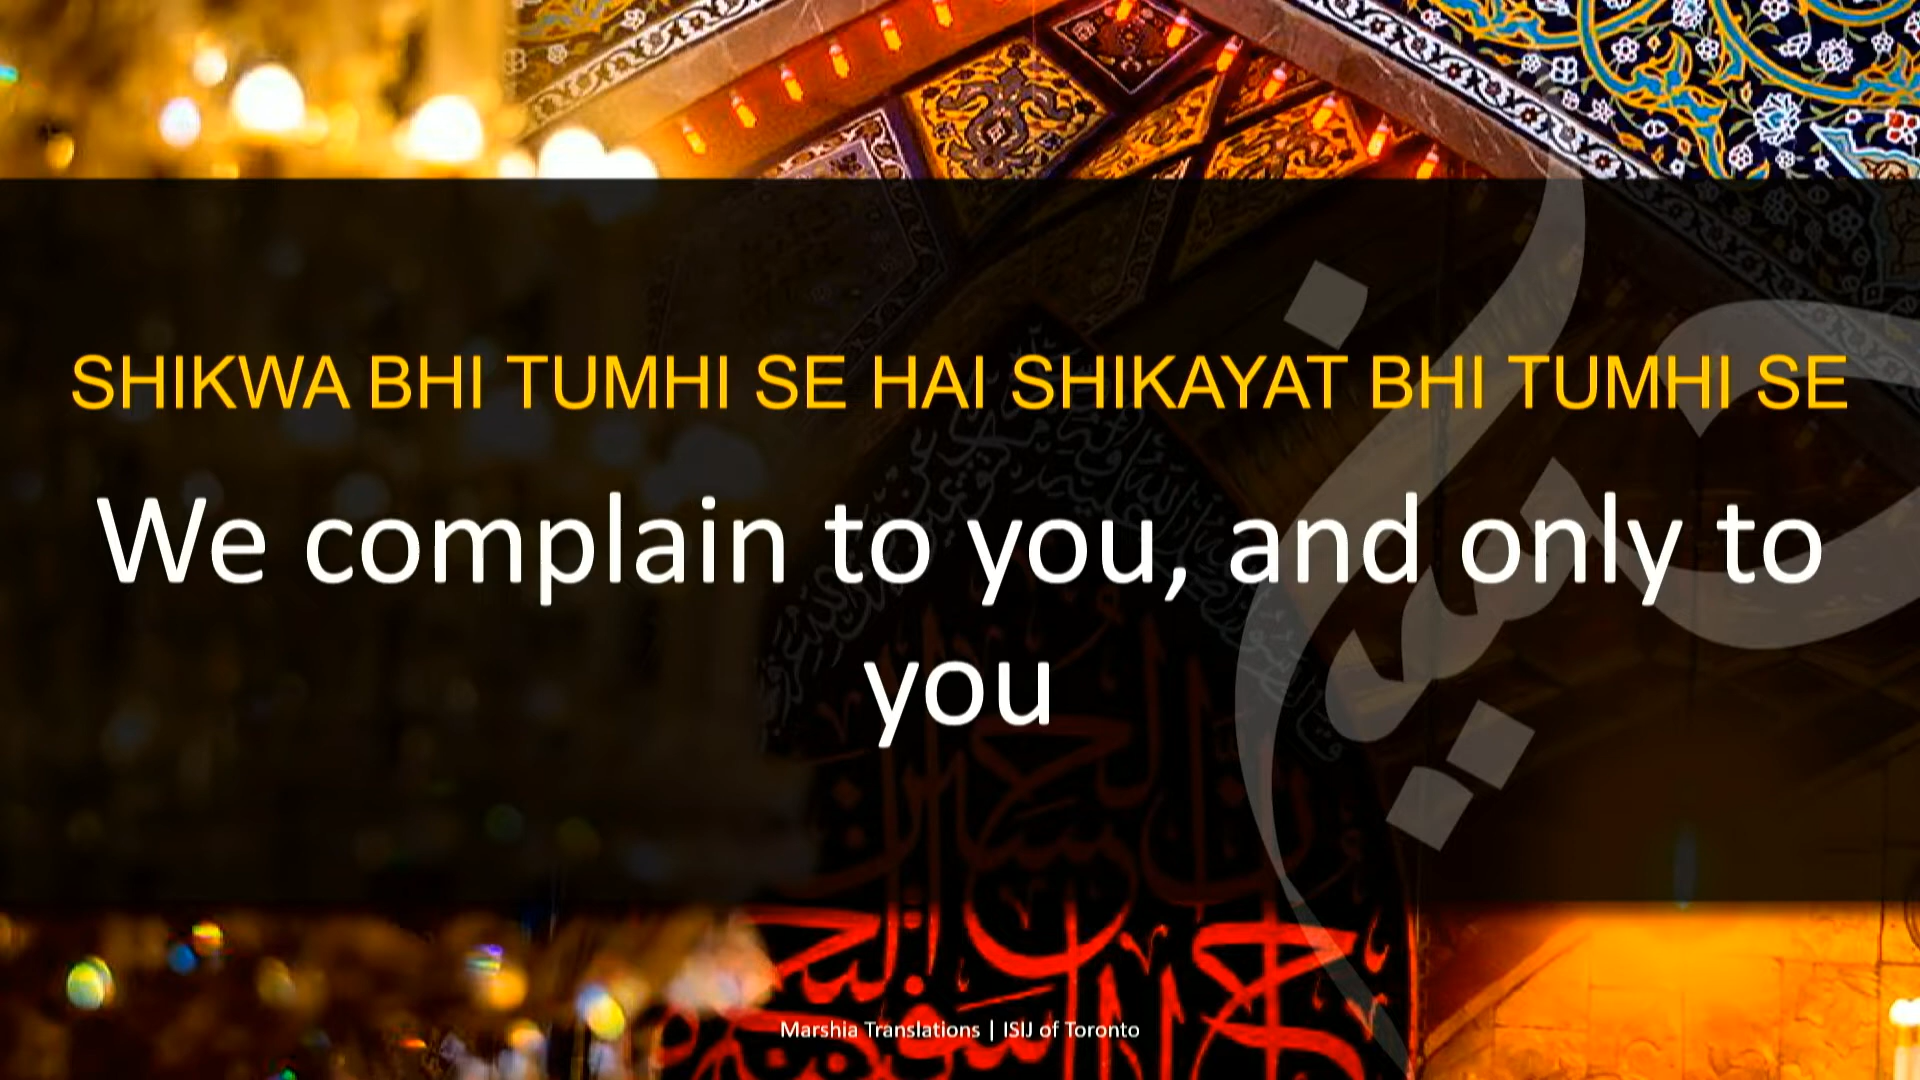 SHIKWA BHI TUMHI SE HAI SHIKAYAT BHI TUMHI SE
We complain to you, and only to
you
حسین
Marshia Translations | ISIJ of Toronto